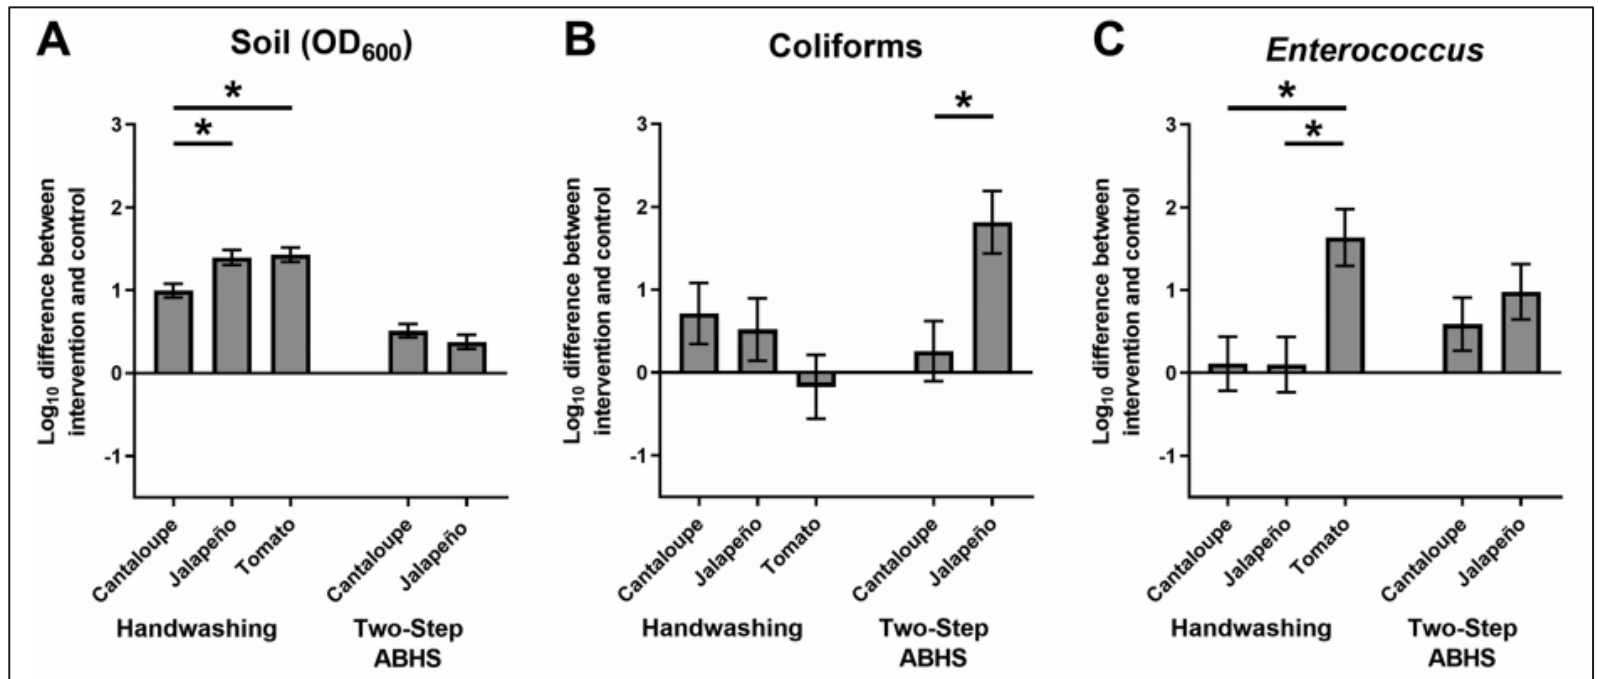 A
Soil (OD600)
*
*
Log10 difference between
intervention and control
3
2
1
0
-1
Cantaloupe
Jalapeño
Tomato
Cantaloupe
Jalapeño
Handwashing
Two-Step
ABHS
B
Coliforms
*
Log10 difference between
intervention and control
3
2
1
0
-1
Cantaloupe
Jalapeño
Tomato
Cantaloupe
Jalapeño
Handwashing
Two-Step
ABHS
C
Enterococcus
*
*
Log10 difference between
intervention and control
3
2
1
0
-1
Cantaloupe
Jalapeño
Tomato
Cantaloupe
Jalapeño
Handwashing
Two-Step
ABHS